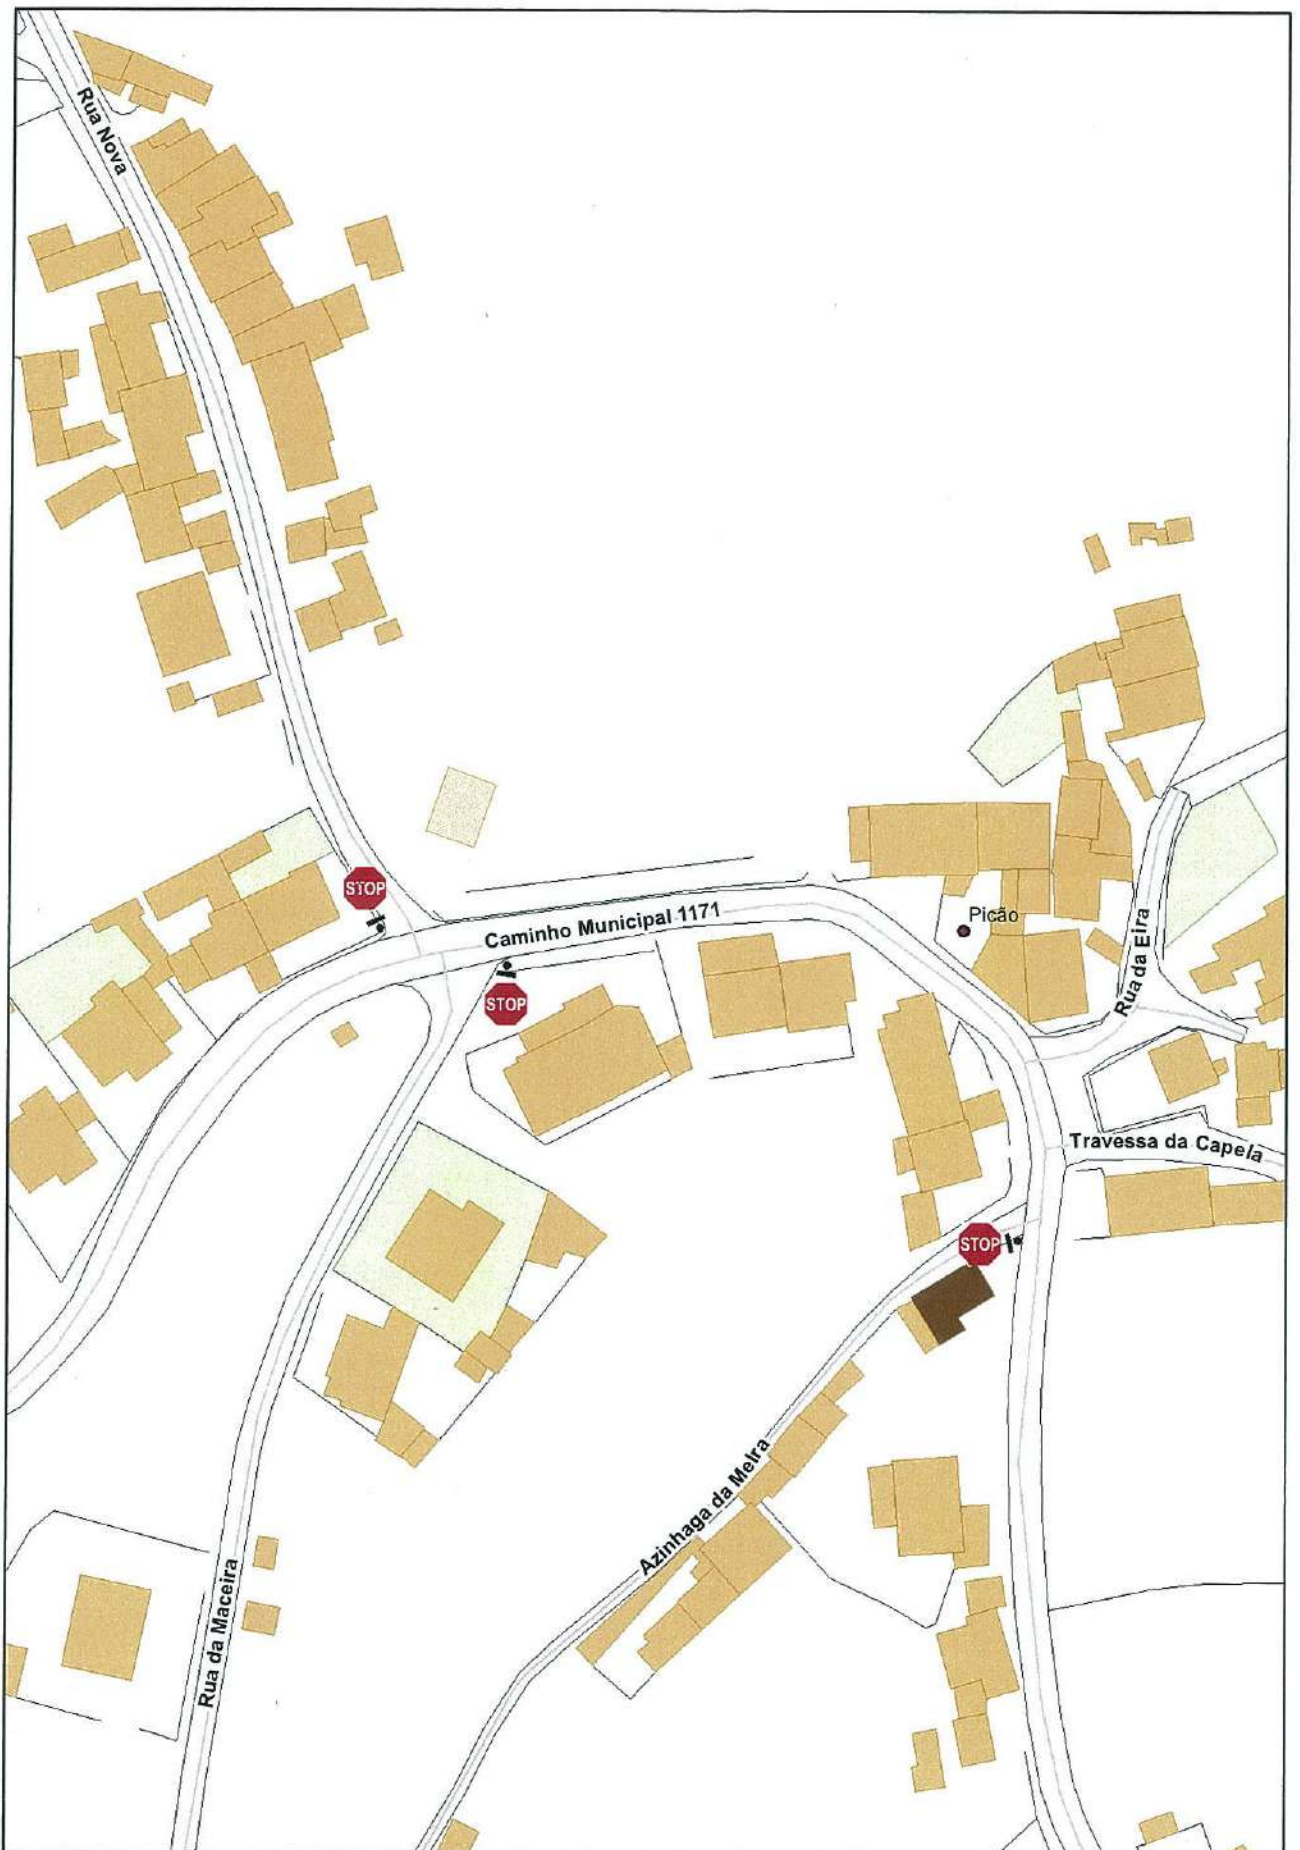 Rua Nova
STOP
Caminho Municipal 1171
Picão
Rua da Eira
STOP
Travessa da Capela
STOP
Azinhaga da Meira
Rua da Maceira